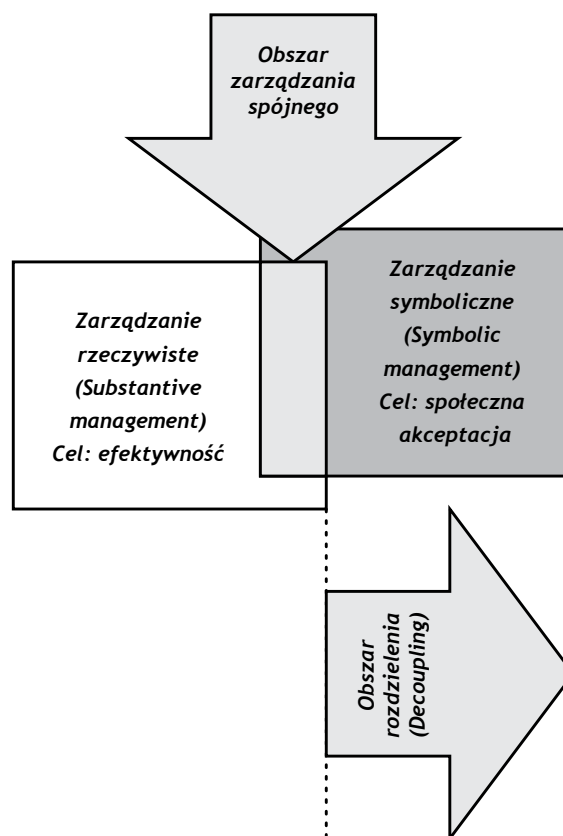 Obszar
zarządzania
spójnego
Zarządzanie
rzeczywiste
(Substantive
management)
Cel: efektywność
Zarządzanie
symboliczne
(Symbolic
management)
Cel: społeczna
akceptacja
Obszar
rozdzielenia
(Decoupling)